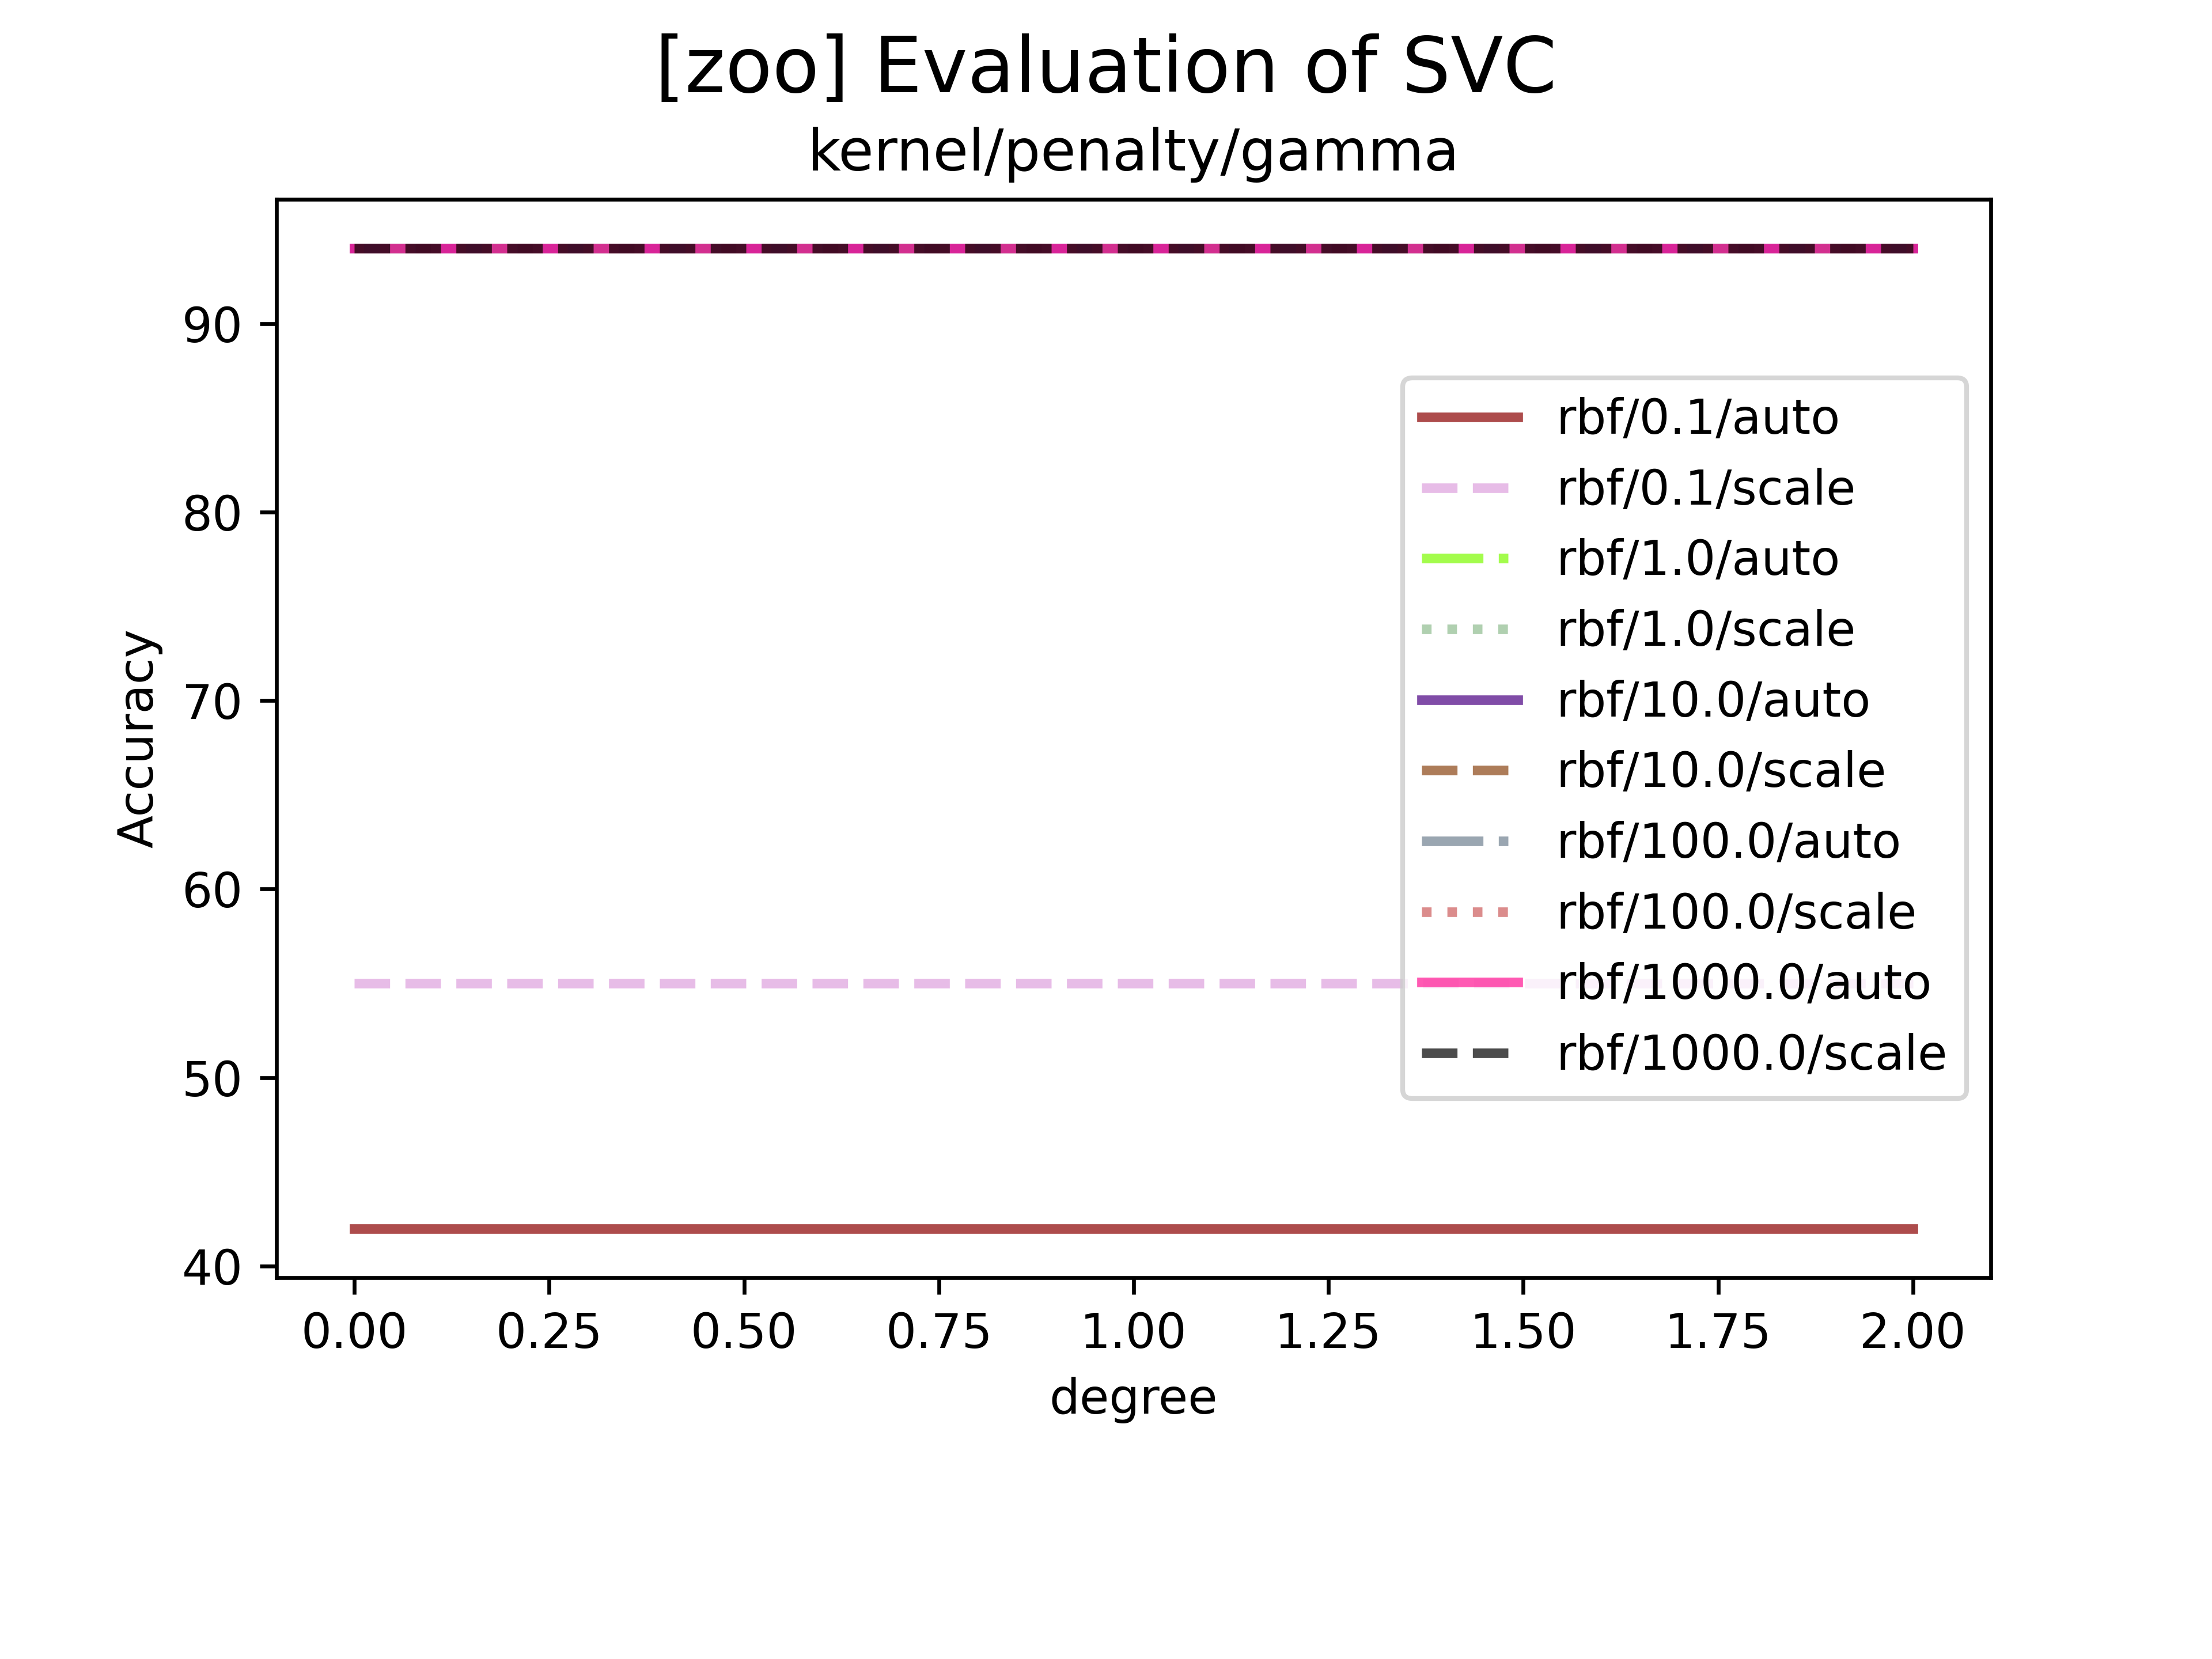 [zoo] Evaluation of SVC
kernel/penalty/gamma
90
80
70
60
50
40
Accuracy
rbf/0.1/auto
rbf/0.1/scale
rbf/1.0/auto
rbf/1.0/scale
rbf/10.0/auto
rbf/10.0/scale
rbf/100.0/auto
rbf/100.0/scale
rbf/1000.0/auto
rbf/1000.0/scale
0.00 0.25 0.50 0.75 1.00 1.25 1.50 1.75 2.00
degree